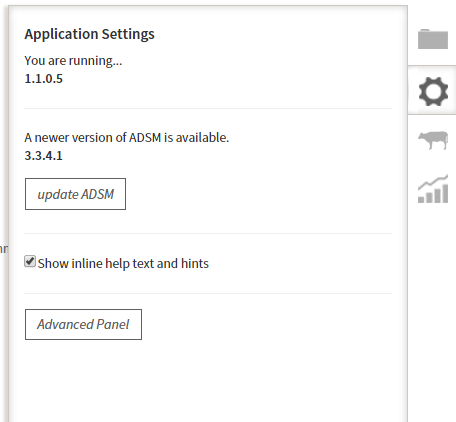 Application Settings
You are running...
1.1.0.5
A newer version of ADSM is available.
3.3.4.1
update ADSM
Show inline help text and hints
Advanced Panel